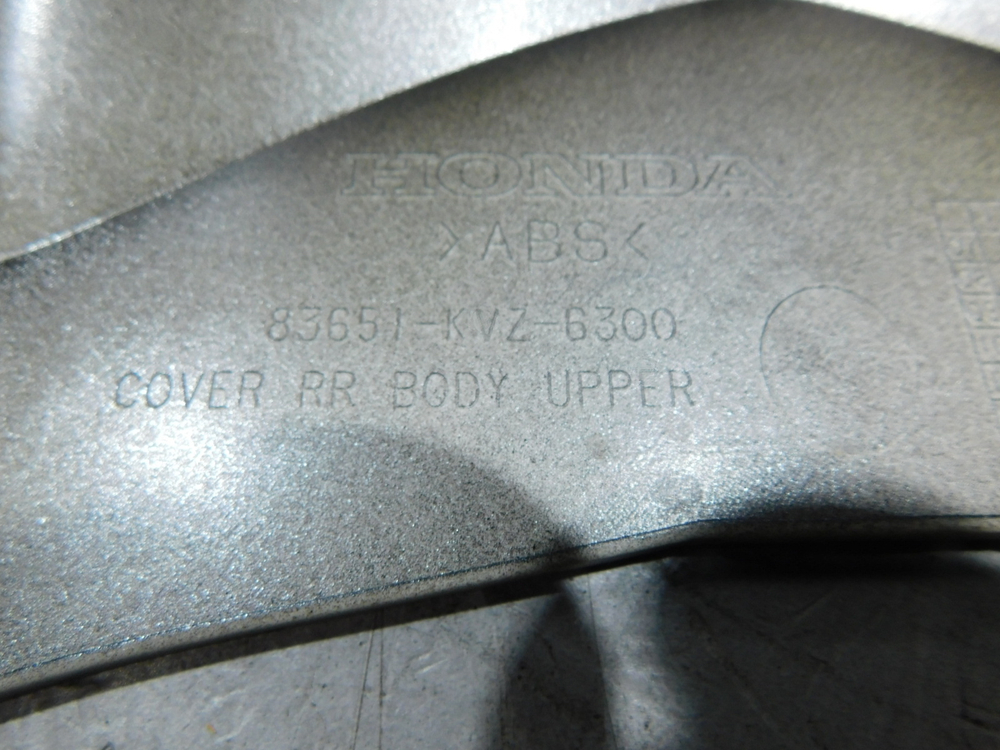 HONDA
>ABS<
83651-KVZ-6300
COVER RR BODY UPPER